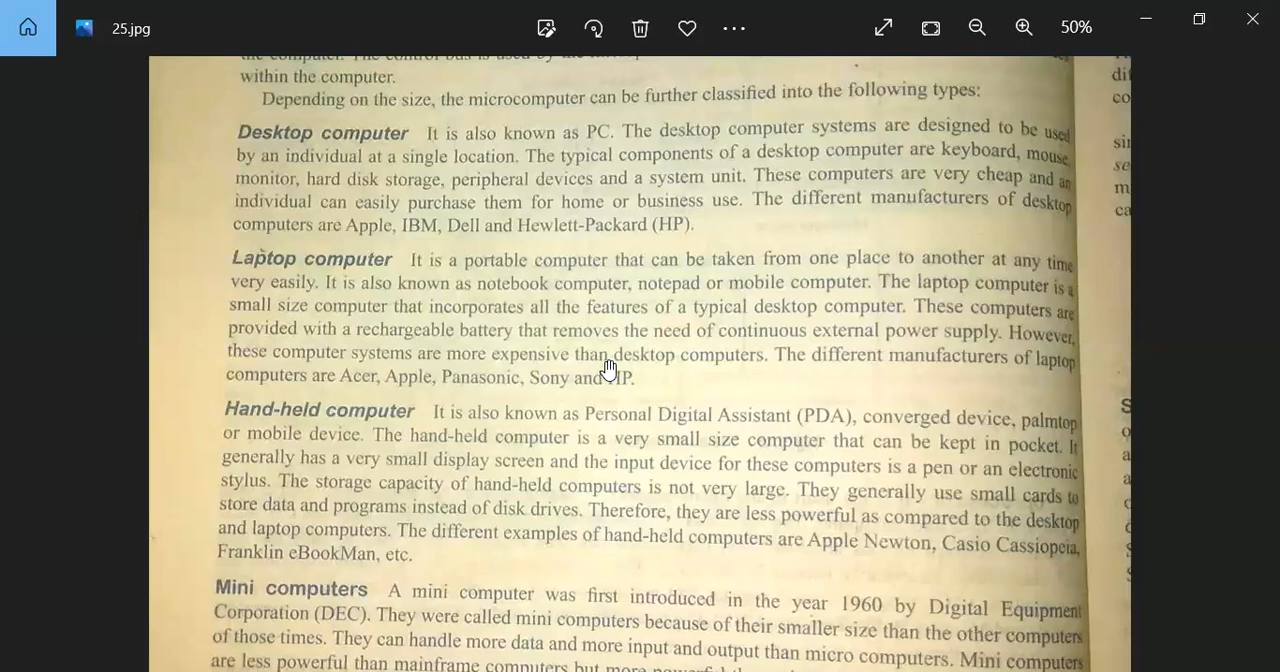 25.jpg
50%
within the computer.
Depending on the size, the microcomputer can be further classified into the following types:
Desktop computer It is also known as PC. The desktop computer systems are designed to be used
by an individual at a single location. The typical components of a desktop computer are keyboard, mouse,
monitor, hard disk storage, peripheral devices and a system unit. These computers are very cheap and an
individual can easily purchase them for home or business use. The different manufacturers of desktop
computers are Apple, IBM, Dell and Hewlett-Packard (HP).
Laptop computer It is a portable computer that can be taken from one place to another at any time
very easily. It is also known as notebook computer, notepad or mobile computer. The laptop computer is a
small size computer that incorporates all the features of a typical desktop computer. These computers are
provided with a rechargeable battery that removes the need of continuous external power supply. However,
these computer systems are more expensive than desktop computers. The different manufacturers of laptop
computers are Acer, Apple, Panasonic, Sony and HP.
Hand-held computer It is also known as Personal Digital Assistant (PDA), converged device, palmtop
or mobile device. The hand-held computer is a very small size computer that can be kept in pocket. It
generally has a very small display screen and the input device for these computers is a pen or an electronic
stylus. The storage capacity of hand-held computers is not very large. They generally use small cards to
store data and programs instead of disk drives. Therefore, they are less powerful as compared to the desktop
and laptop computers. The different examples of hand-held computers are Apple Newton, Casio Cassiopeia,
Franklin eBookMan, etc.
Mini computers A mini computer was first introduced in the year 1960 by Digital Equipment
Corporation (DEC). They were called mini computers because of their smaller size than the other computers
of those times. They can handle more data and more input and output than micro computers. Mini computers
are less powerful than mainframe computers but more